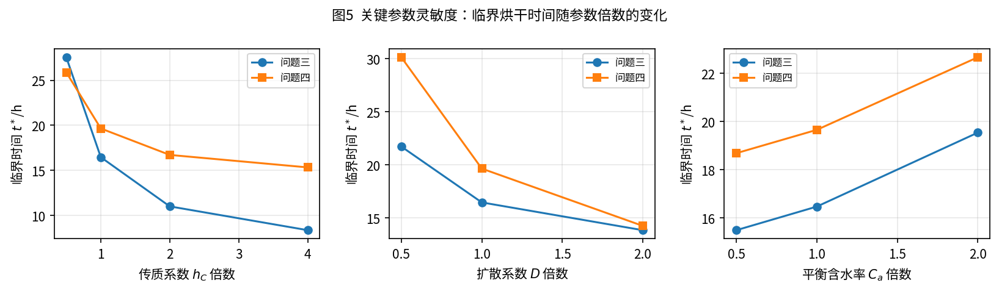 图5 关键参数灵敏度：临界烘干时间随参数倍数的变化
临界时间 t* /h
25
20
15
10
问题三
问题四
1
2
3
4
传质系数 h_C 倍数
临界时间 t* /h
30
25
20
15
问题三
问题四
0.5
1.0
1.5
2.0
扩散系数 D 倍数
临界时间 t* /h
22
20
18
16
问题三
问题四
0.5
1.0
1.5
2.0
平衡含水率 C_a 倍数